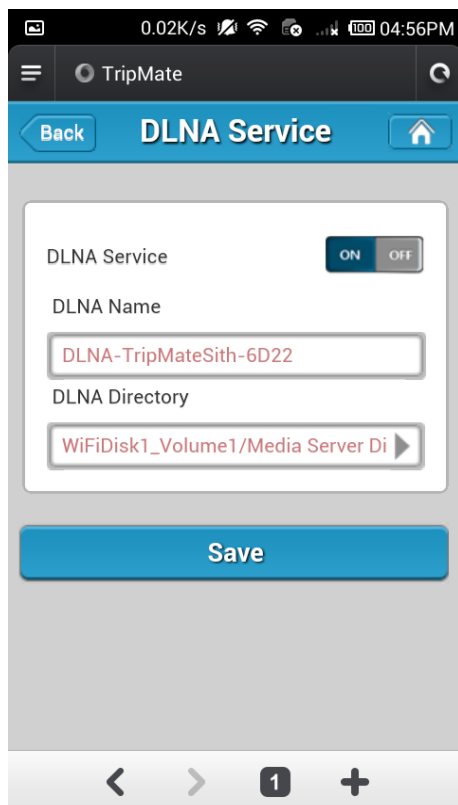 0.02K/s 100 04:56PM
TripMate
Back DLNA Service
DLNA Service ON OFF
DLNA Name
DLNA-TripMateSith-6D22
DLNA Directory
WiFiDisk1_Volume1/Media Server Di
Save
1